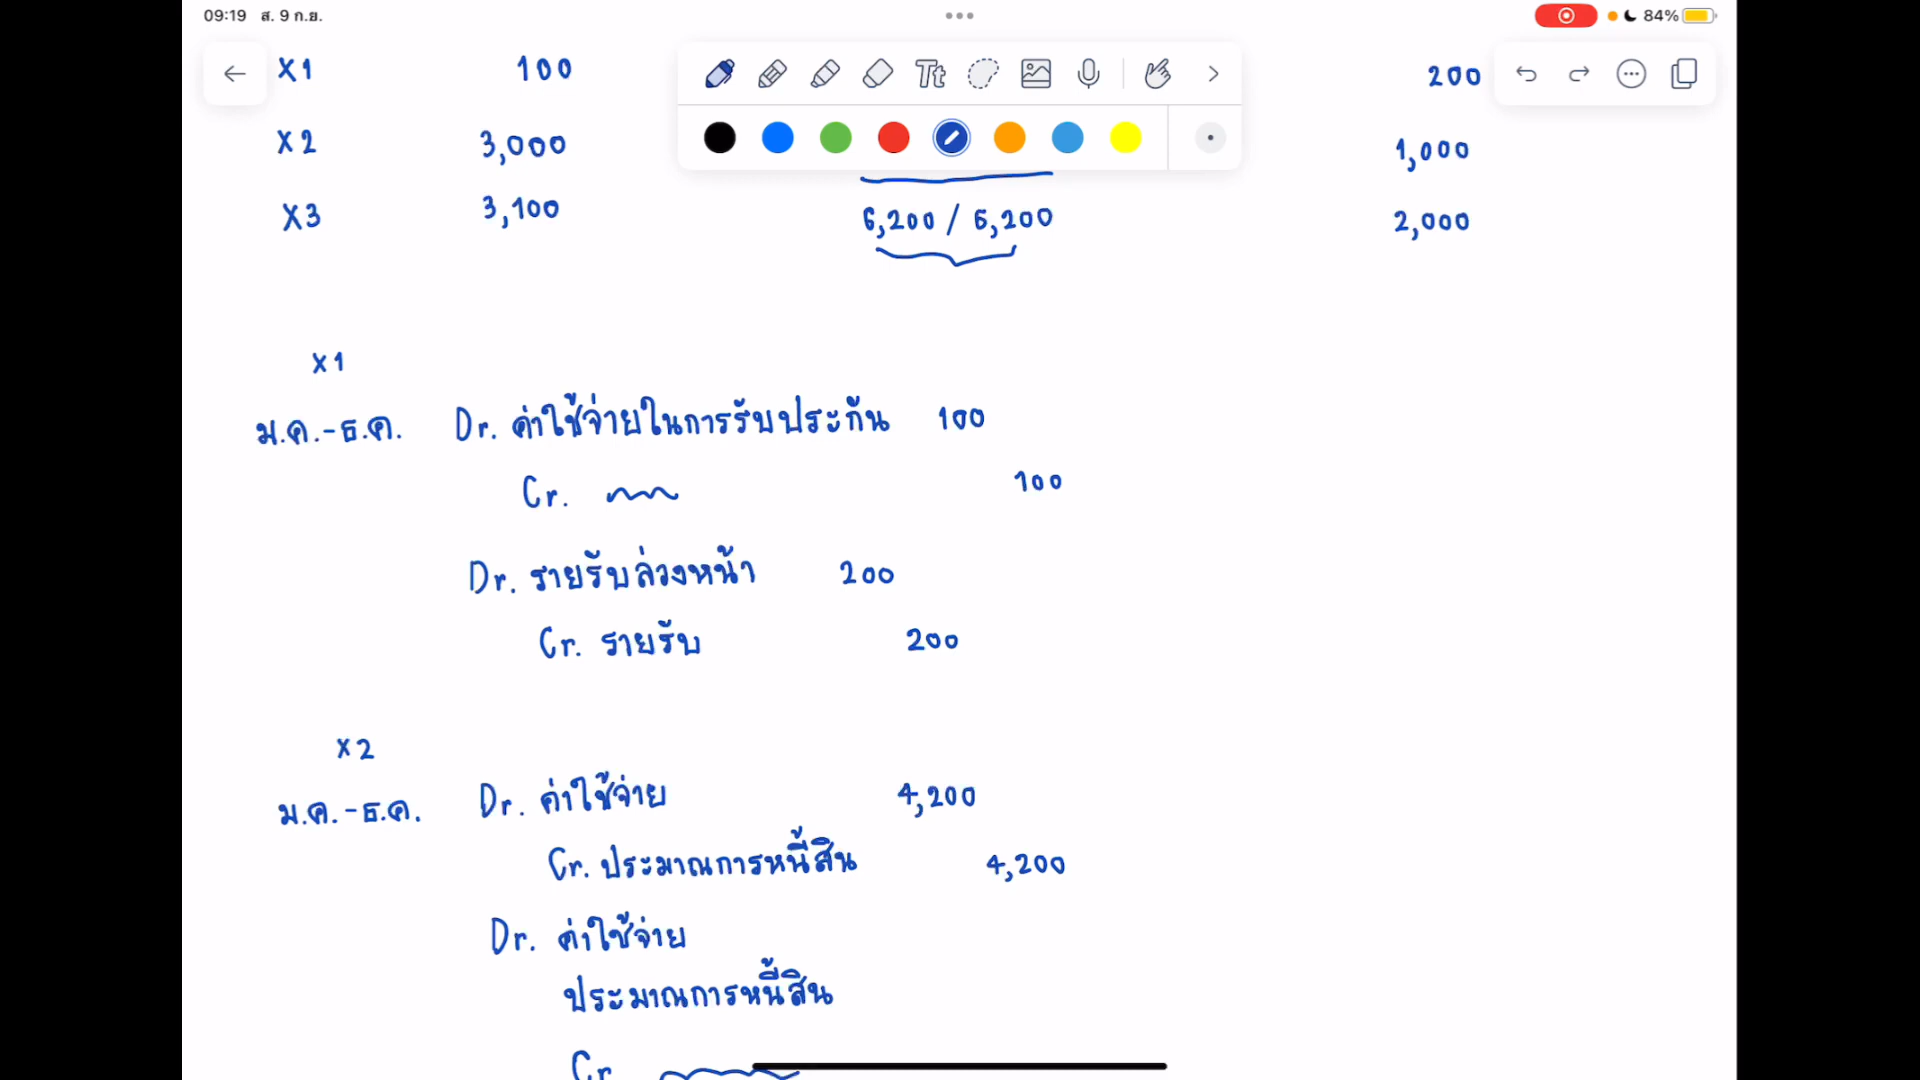 09:19 ส. 9 ก.ย. 84%
X1 100 200
X2 3,000 1,000
X3 3,100 6,200 / 6,200 2,000
X1
ม.ค.-ธ.ค. Dr. ค่าใช้จ่ายในการรับประกัน 100
Cr. 100
Dr. รายรับล่วงหน้า 200
Cr. รายรับ 200
X2
ม.ค.-ธ.ค. Dr. ค่าใช้จ่าย 4,200
Cr. ประมาณการหนี้สิน 4,200
Dr. ค่าใช้จ่าย
ประมาณการหนี้สิน
Cr.